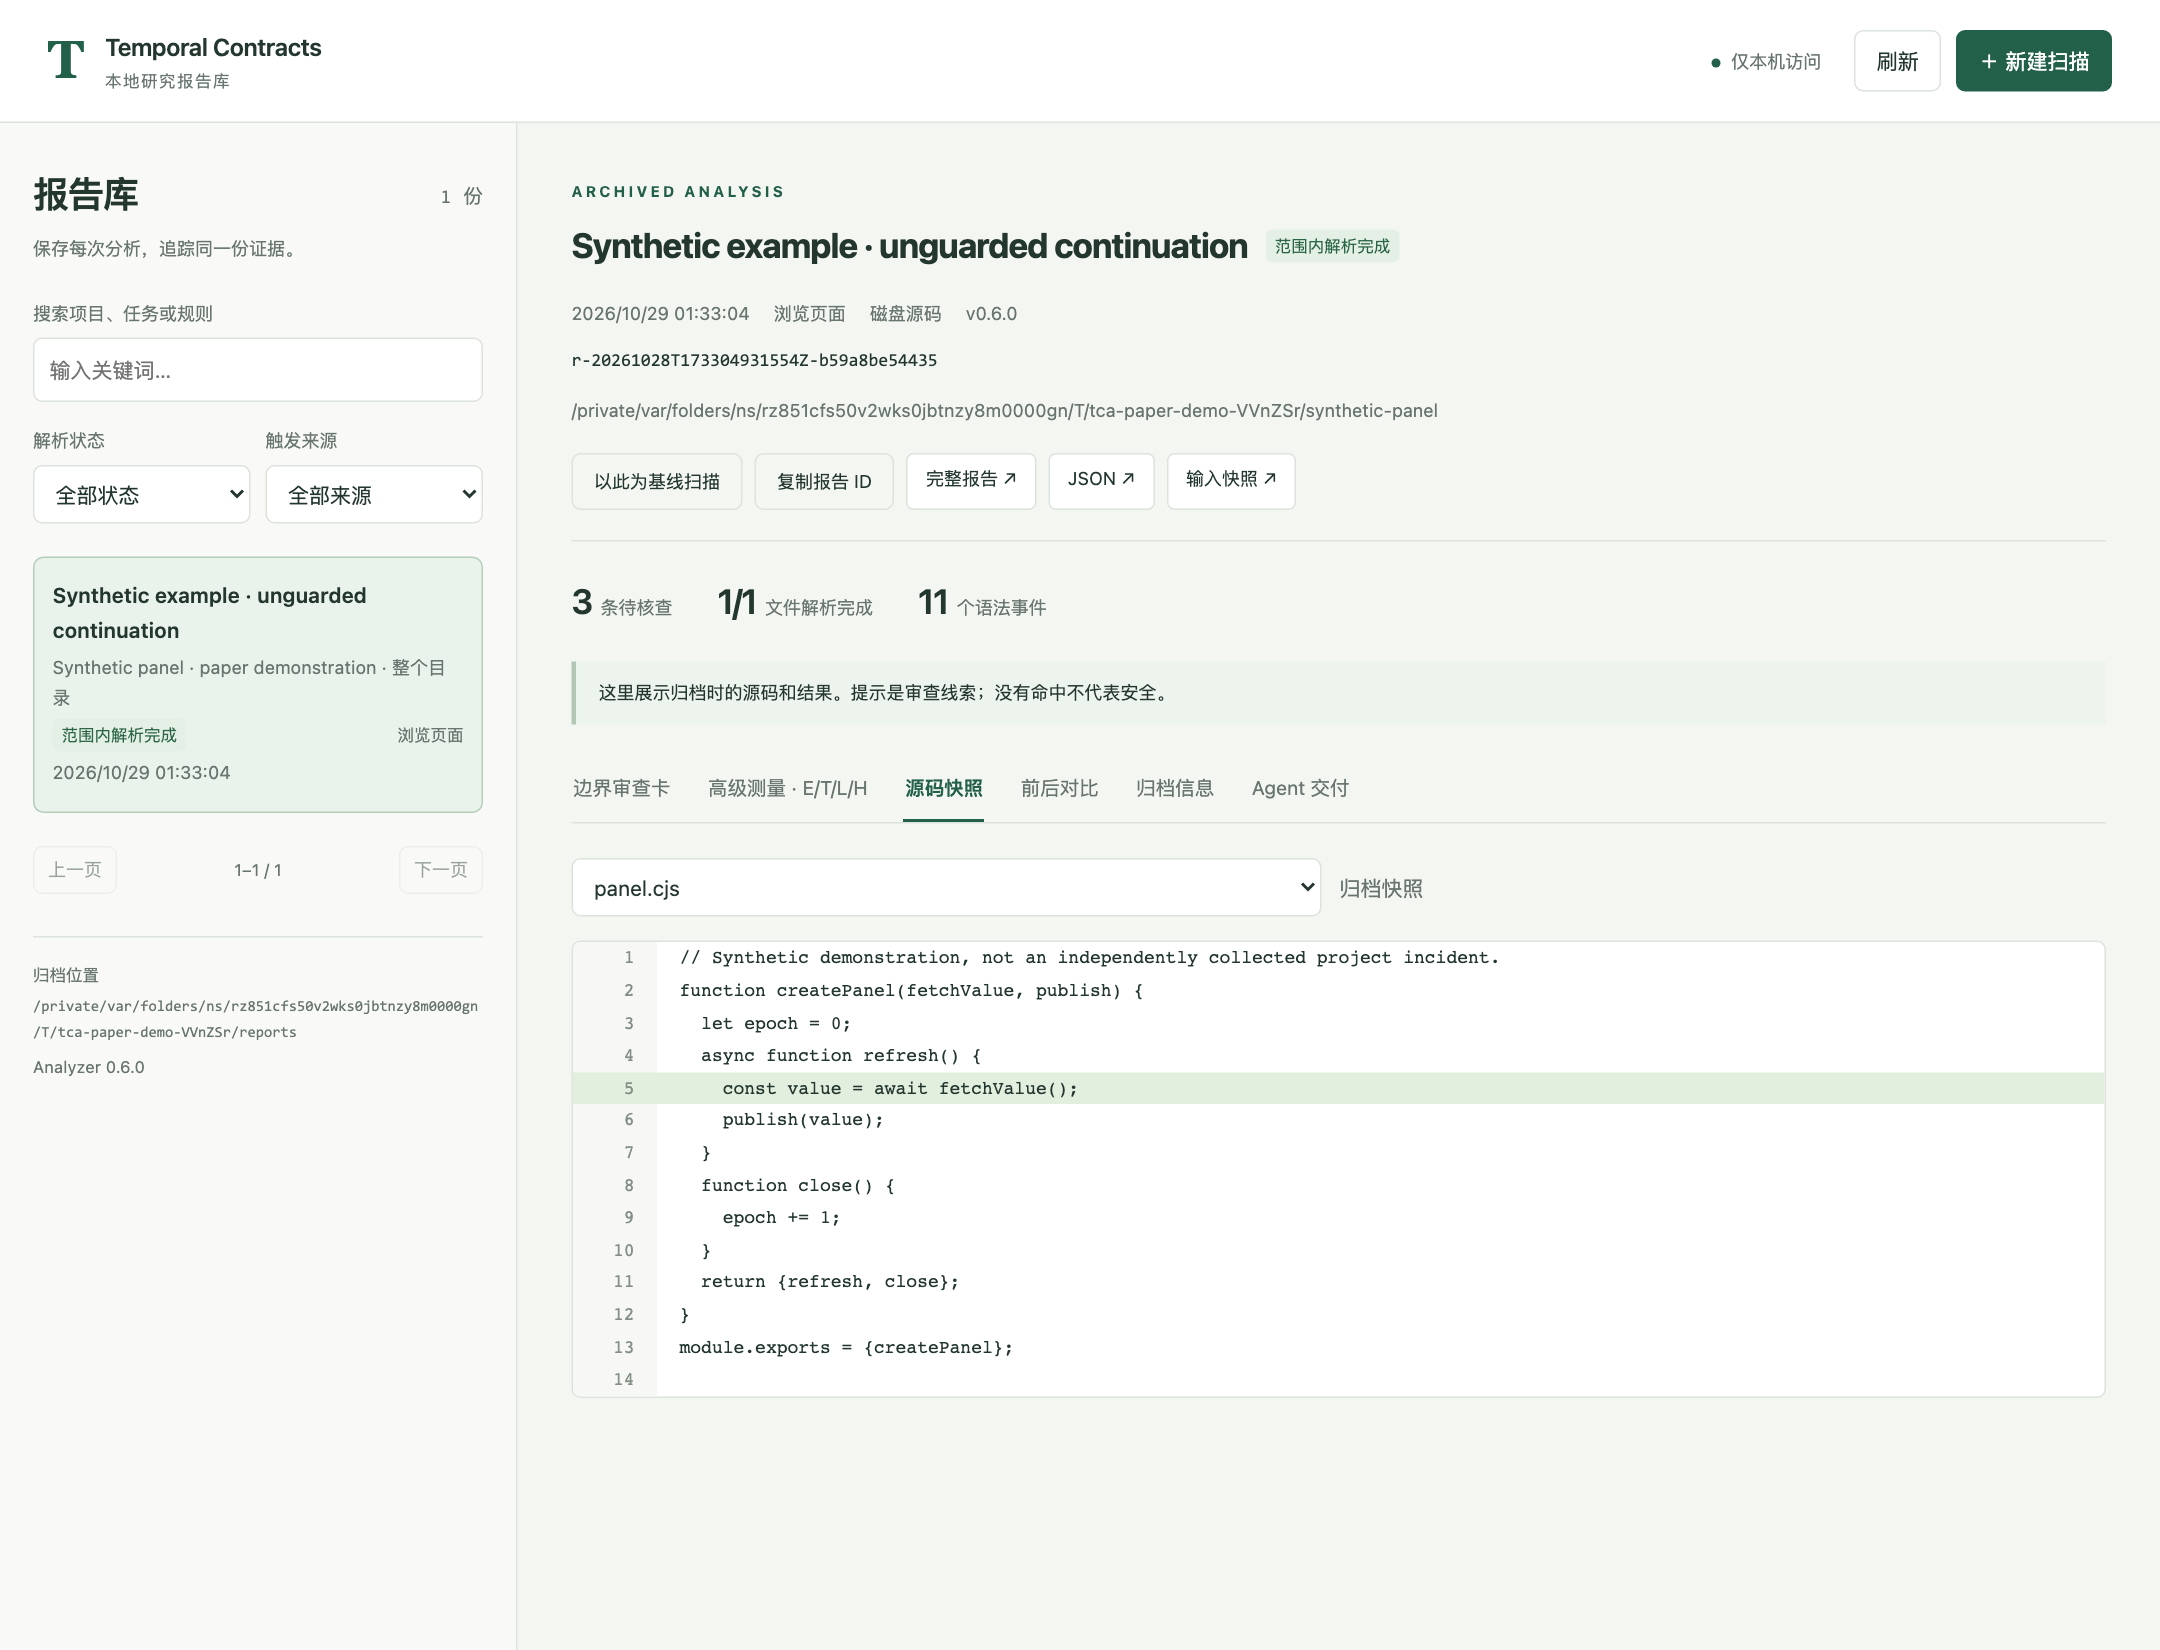 T
Temporal Contracts
本地研究报告库
仅本机访问
刷新
+ 新建扫描
报告库
1 份
保存每次分析，追踪同一份证据。
搜索项目、任务或规则
输入关键词...
解析状态
触发来源
全部状态
全部来源
Synthetic example · unguarded
continuation
Synthetic panel · paper demonstration · 整个目
录
范围内解析完成
浏览页面
2026/10/29 01:33:04
上一页
1–1 / 1
下一页
归档位置
/private/var/folders/ns/rz851cfs50v2wks0jbtnzy8m0000gn
/T/tca-paper-demo-VVnZSr/reports
Analyzer 0.6.0
ARCHIVED ANALYSIS
Synthetic example · unguarded continuation
范围内解析完成
2026/10/29 01:33:04 浏览页面 磁盘源码 v0.6.0
r-20261028T173304931554Z-b59a8be54435
/private/var/folders/ns/rz851cfs50v2wks0jbtnzy8m0000gn/T/tca-paper-demo-VVnZSr/synthetic-panel
以此为基线扫描
复制报告 ID
完整报告 ↗
JSON ↗
输入快照 ↗
3 条待核查
1/1 文件解析完成
11 个语法事件
这里展示归档时的源码和结果。提示是审查线索；没有命中不代表安全。
边界审查卡
高级测量 · E/T/L/H
源码快照
前后对比
归档信息
Agent 交付
panel.cjs
归档快照
1 // Synthetic demonstration, not an independently collected project incident.
2 function createPanel(fetchValue, publish) {
3   let epoch = 0;
4   async function refresh() {
5     const value = await fetchValue();
6     publish(value);
7   }
8   function close() {
9     epoch += 1;
10   }
11   return {refresh, close};
12 }
13 module.exports = {createPanel};
14